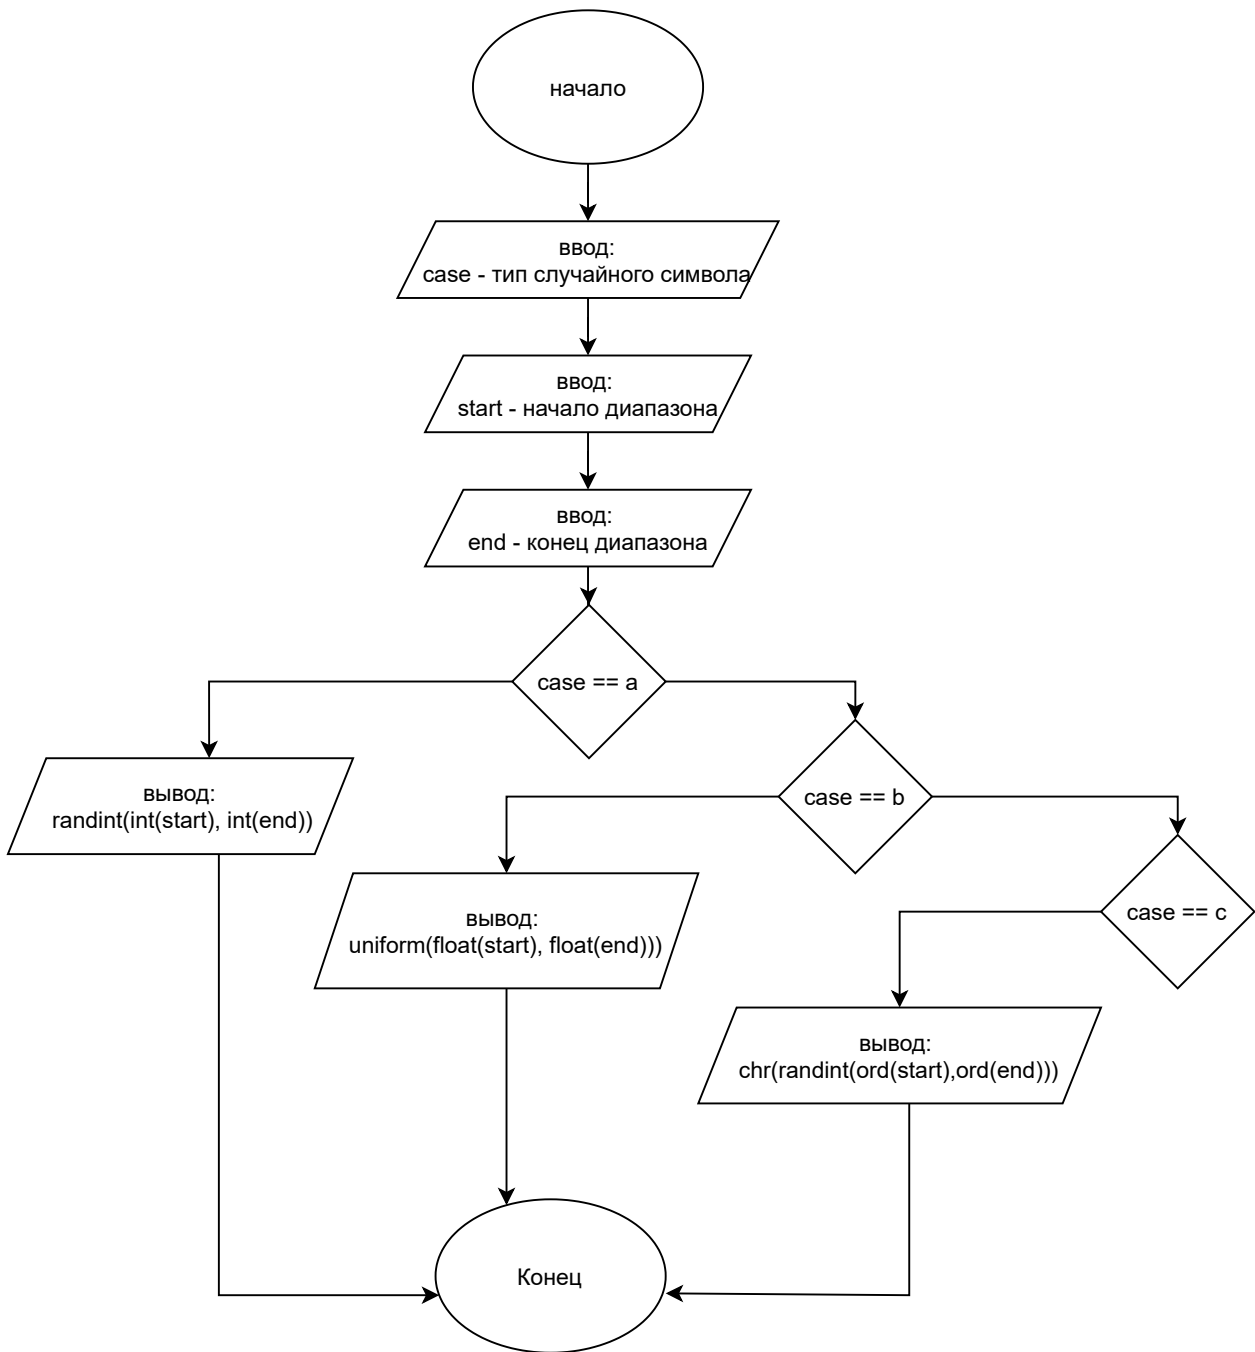 начало
ввод:
case - тип случайного символа
ввод:
start - начало диапазона
ввод:
end - конец диапазона
case == a
case == b
вывод:
randint(int(start), int(end))
case == c
вывод:
uniform(float(start), float(end)))
вывод:
chr(randint(ord(start),ord(end)))
Конец